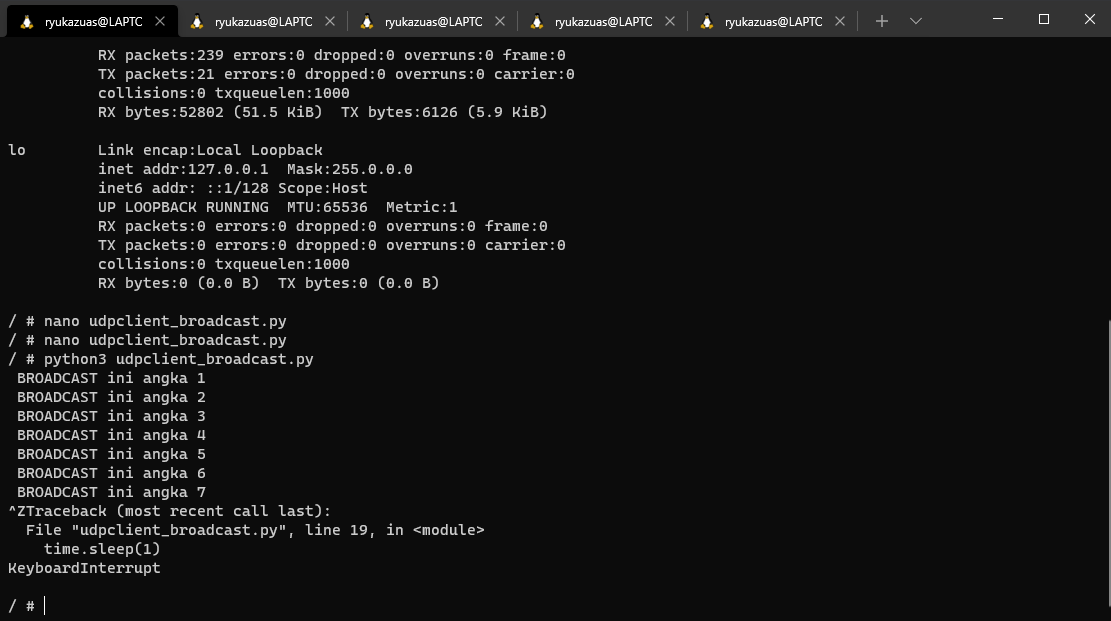 ryukazuas@LAPTC ryukazuas@LAPTC ryukazuas@LAPTC ryukazuas@LAPTC ryukazuas@LAPTC
RX packets:239 errors:0 dropped:0 overruns:0 frame:0
TX packets:21 errors:0 dropped:0 overruns:0 carrier:0
collisions:0 txqueuelen:1000
RX bytes:52802 (51.5 KiB)  TX bytes:6126 (5.9 KiB)
lo        Link encap:Local Loopback
inet addr:127.0.0.1  Mask:255.0.0.0
inet6 addr: ::1/128 Scope:Host
UP LOOPBACK RUNNING  MTU:65536  Metric:1
RX packets:0 errors:0 dropped:0 overruns:0 frame:0
TX packets:0 errors:0 dropped:0 overruns:0 carrier:0
collisions:0 txqueuelen:1000
RX bytes:0 (0.0 B)  TX bytes:0 (0.0 B)
/ # nano udpclient_broadcast.py
/ # nano udpclient_broadcast.py
/ # python3 udpclient_broadcast.py
BROADCAST ini angka 1
BROADCAST ini angka 2
BROADCAST ini angka 3
BROADCAST ini angka 4
BROADCAST ini angka 5
BROADCAST ini angka 6
BROADCAST ini angka 7
^ZTraceback (most recent call last):
File "udpclient_broadcast.py", line 19, in <module>
time.sleep(1)
KeyboardInterrupt
/ #